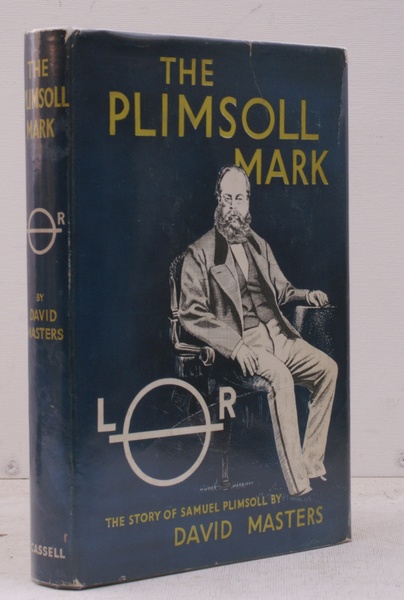 THE
PLIMSOLL
MARK
R
BY
DAVID
MASTERS
CASSELL
THE
PLIMSOLL
MARK
L R
THE STORY OF SAMUEL PLIMSOLL BY
DAVID MASTERS